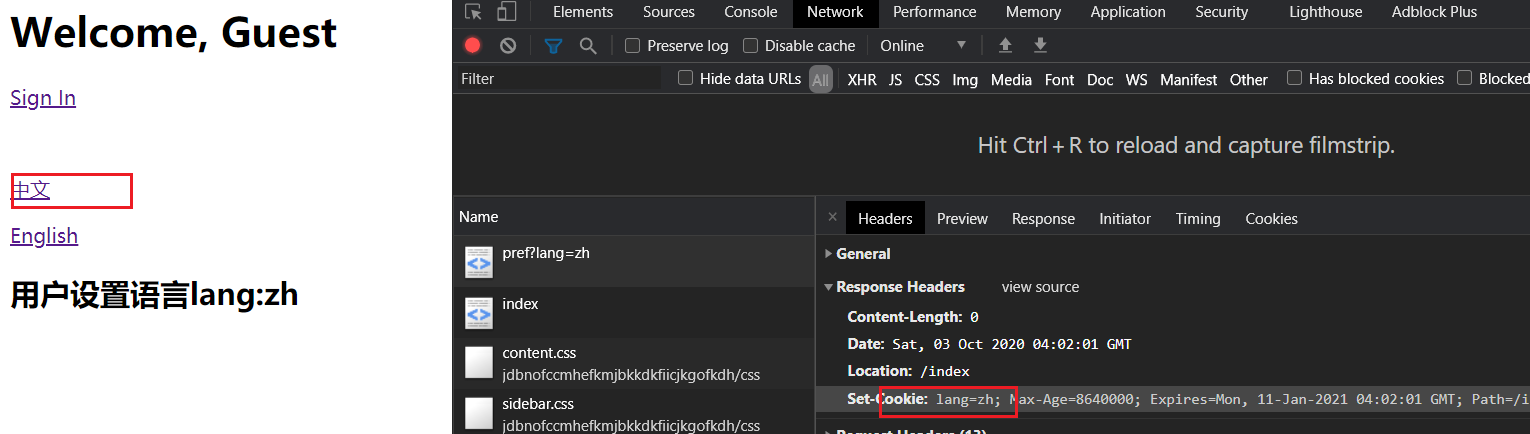 Welcome, Guest
Sign In
中文
English
用户设置语言lang:zh
Elements Sources Console Network Performance Memory Application Security Lighthouse Adblock Plus
Preserve log Disable cache Online
Filter Hide data URLs All XHR JS CSS Img Media Font Doc WS Manifest Other Has blocked cookies Blocked
Hit Ctrl + R to reload and capture filmstrip.
Name
pref?lang=zh
index
content.css
jdbnofccmhefkmjbkkdkfiicjkgofkdh/css
sidebar.css
jdbnofccmhefkmjbkkdkfiicjkgofkdh/css
× Headers Preview Response Initiator Timing Cookies
General
Response Headers view source
Content-Length: 0
Date: Sat, 03 Oct 2020 04:02:01 GMT
Location: /index
Set-Cookie: lang=zh; Max-Age=8640000; Expires=Mon, 11-Jan-2021 04:02:01 GMT; Path=/i
Request Headers (13)